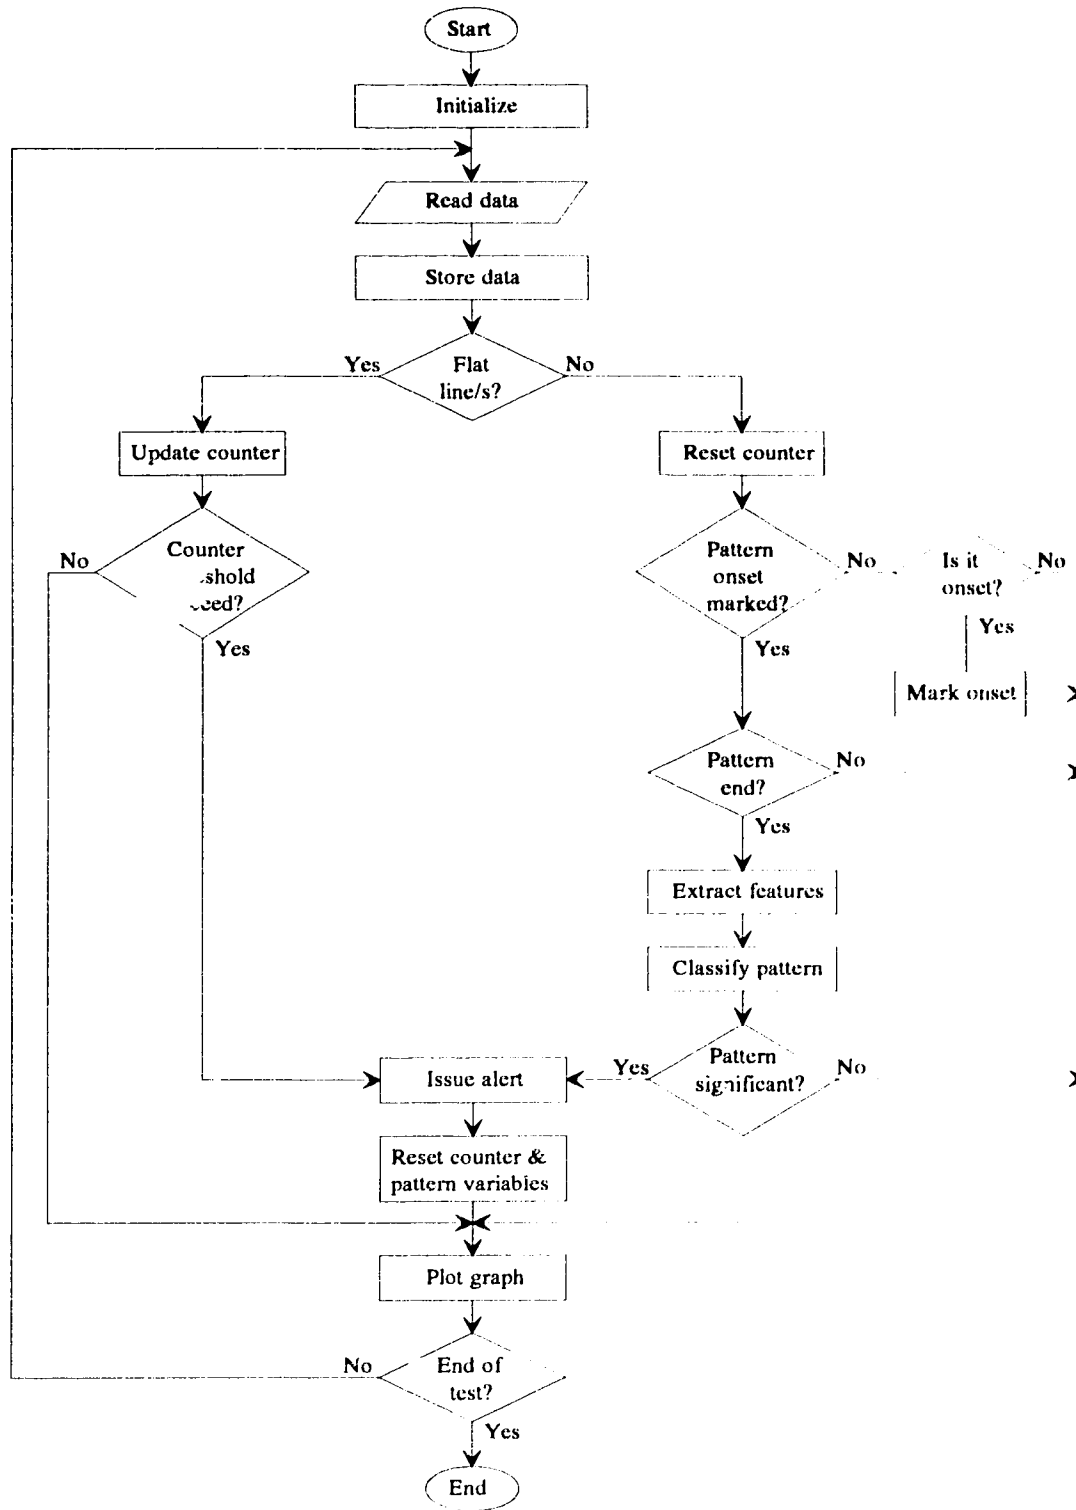 Start
Initialize
Read data
Store data
Yes
Flat
line/s?
No
Update counter
Reset counter
No
Counter
Yes
Pattern
onset
marked?
No
Is it
onset?
No
Yes
Yes
Mark onset
Pattern
end?
No
Yes
Extract features
Classify pattern
Issue alert
Yes
Pattern
significant?
No
Reset counter &
pattern variables
Plot graph
No
End of
test?
Yes
End